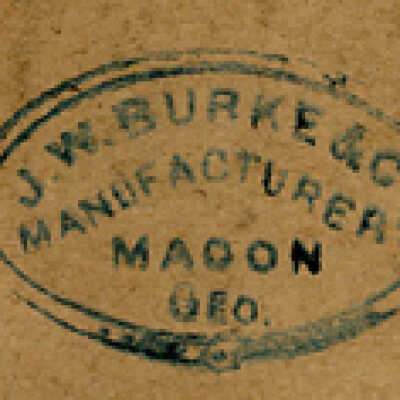 J. W. BURKE & C
MANUFACTURER
MACON
GEO.